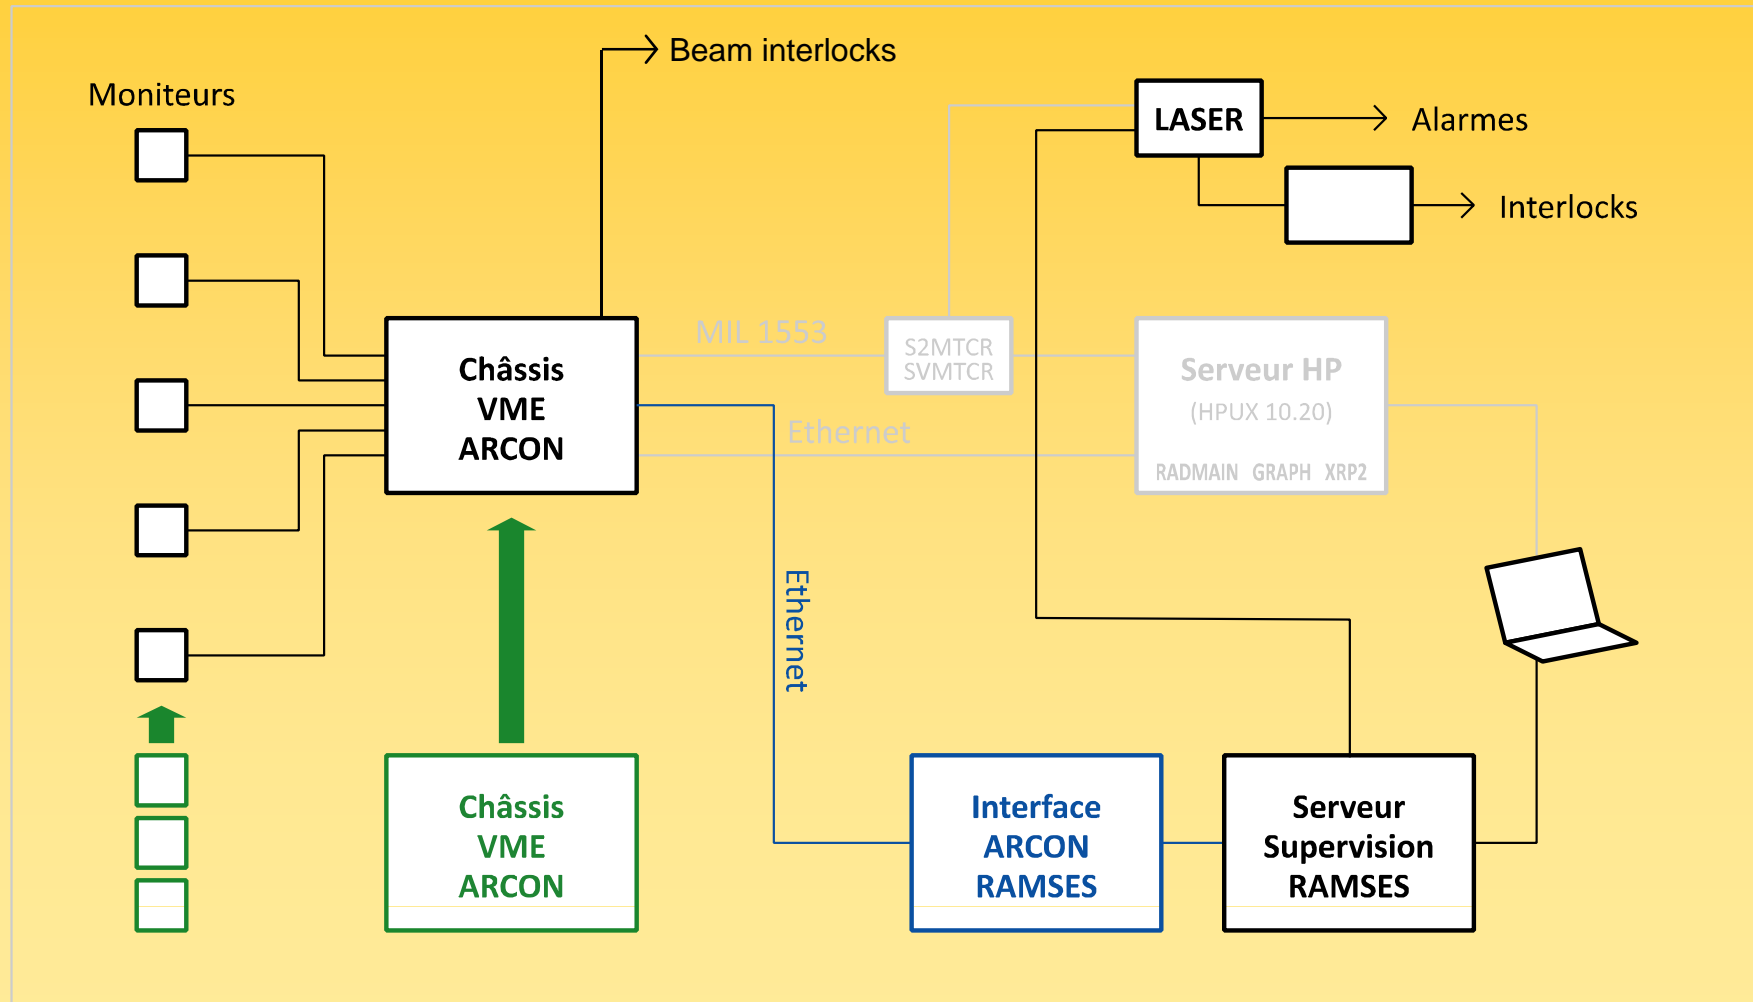 Beam interlocks
Moniteurs
LASER
Alarmes
Interlocks
MIL 1553
S2MTCR
SVMTCR
Châssis
VME
ARCON
Serveur HP
(HPUX 10.20)
RADMAIN GRAPH XRP2
Ethernet
Ethernet
Châssis
VME
ARCON
Interface
ARCON
RAMSES
Serveur
Supervision
RAMSES